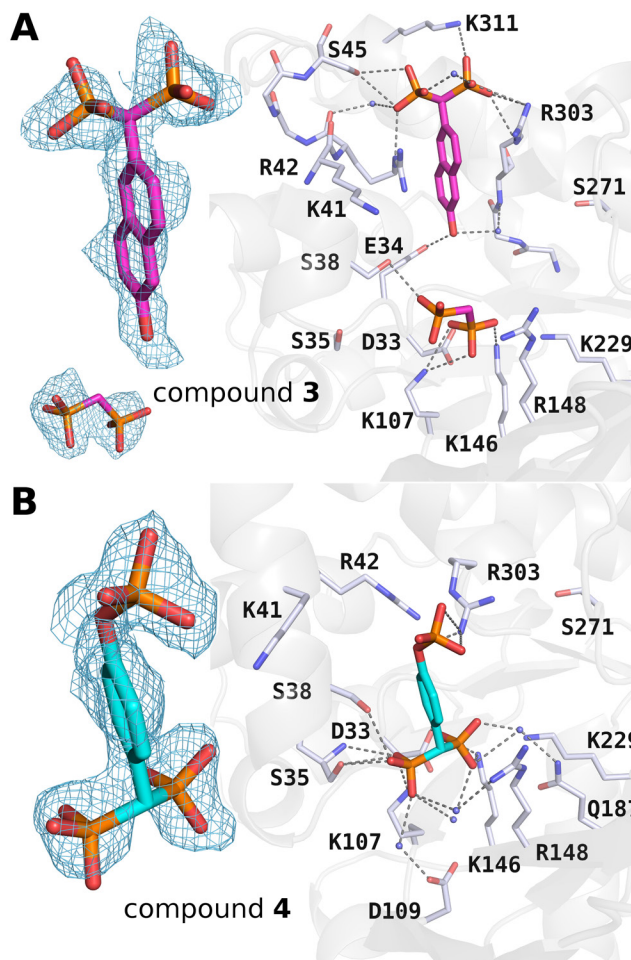 A
K311
S45
R303
R42
S271
K41
E34
S38
S35
D33
K229
compound 3
K107
R148
K146
B
R42
R303
K41
S271
S38
D33
K229
S35
Q187
K107
K146
R148
compound 4
D109